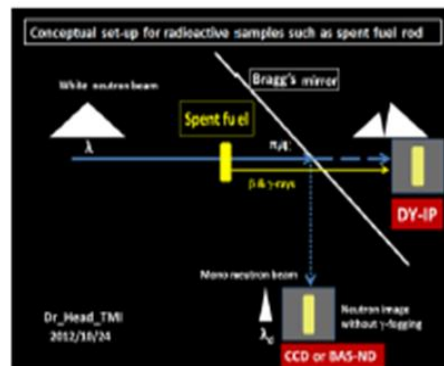 Conceptual set-up for radioactive samples such as spent fuel rod
White neutron beam
Bragg's mirror
Spent fuel
λ
β & γ-rays
DY-IP
Mono neutron beam
Neutron image
without γ-fogging
Dr_Head_TMI
2012/10/24
CCD or BAS-ND